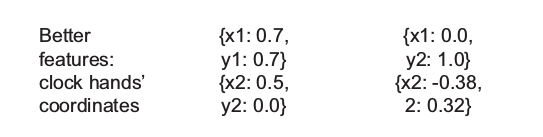 Better {x1: 0.7, {x1: 0.0,
features: y1: 0.7} y2: 1.0}
clock hands' {x2: 0.5, {x2: -0.38,
coordinates y2: 0.0} 2: 0.32}